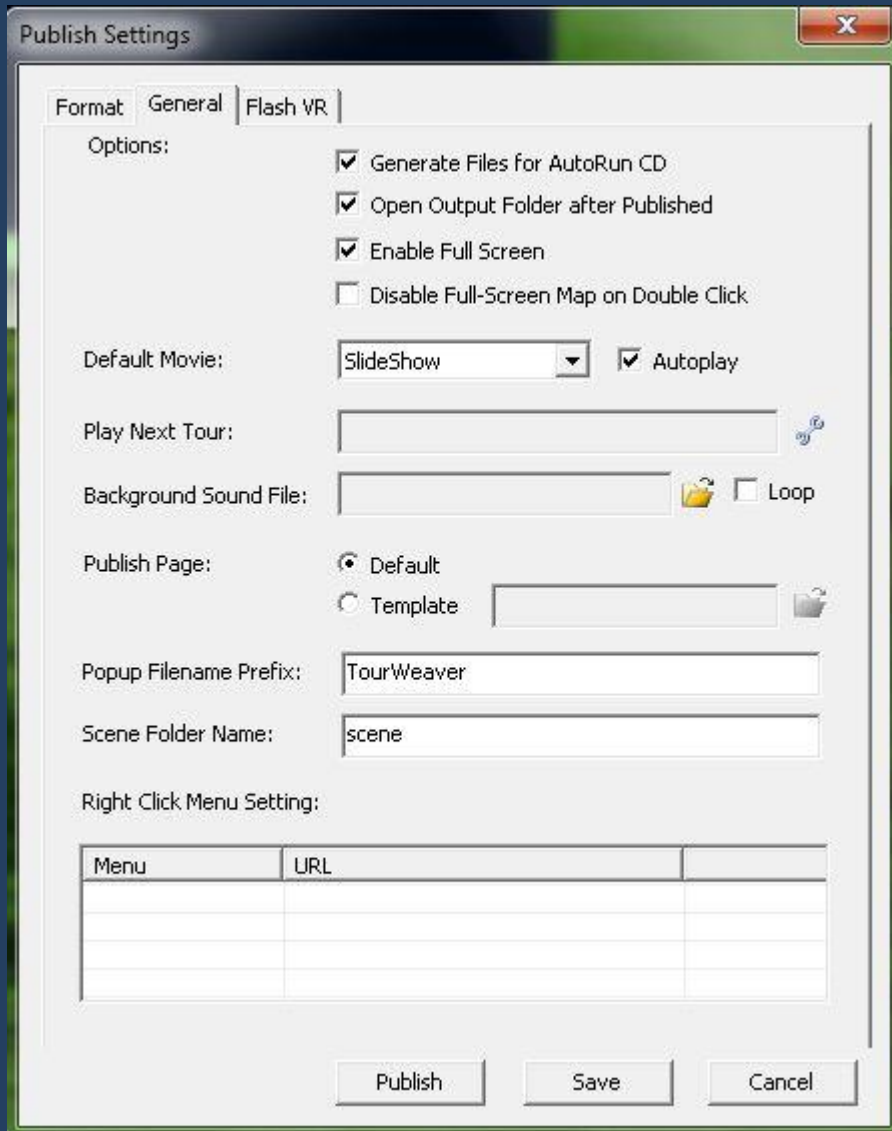 Publish Settings
Format General Flash VR
Options:
Generate Files for AutoRun CD
Open Output Folder after Published
Enable Full Screen
Disable Full-Screen Map on Double Click
Default Movie: SlideShow Autoplay
Play Next Tour:
Background Sound File: Loop
Publish Page: Default
Template
Popup Filename Prefix: TourWeaver
Scene Folder Name: scene
Right Click Menu Setting:
Menu URL
Publish Save Cancel